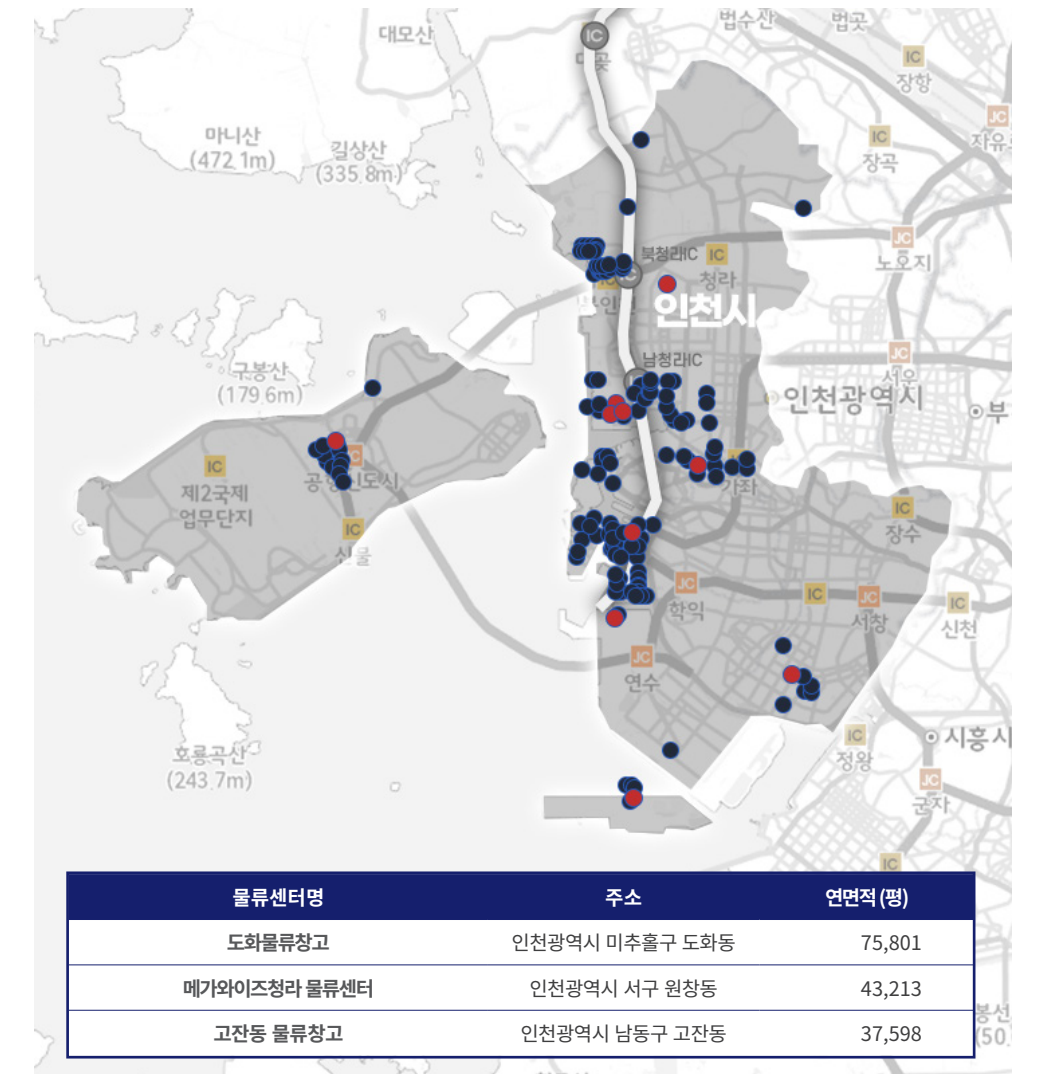 법수산
법곳
대모산
IC
IC
장항
JC
마니산
(472.1m)
길상산
(335.8m)
IC
장곡
JC
노오지
북청라IC
IC
청라
인천시
남청라IC
JC
서운
구봉산
(179.6m)
인천광역시
부
IC
제2국제
업무단지
JC
공항신도시
IC
신불
가좌
IC
장수
JC
학익
IC
JC
서창
IC
신천
JC
연수
호룡곡산
(243.7m)
IC
정왕
시흥시
JC
군자
IC
물류센터명 주소 연면적 (평)
도화물류창고 인천광역시 미추홀구 도화동 75,801
메가와이즈청라 물류센터 인천광역시 서구 원창동 43,213
고잔동 물류창고 인천광역시 남동구 고잔동 37,598
봉선
(50